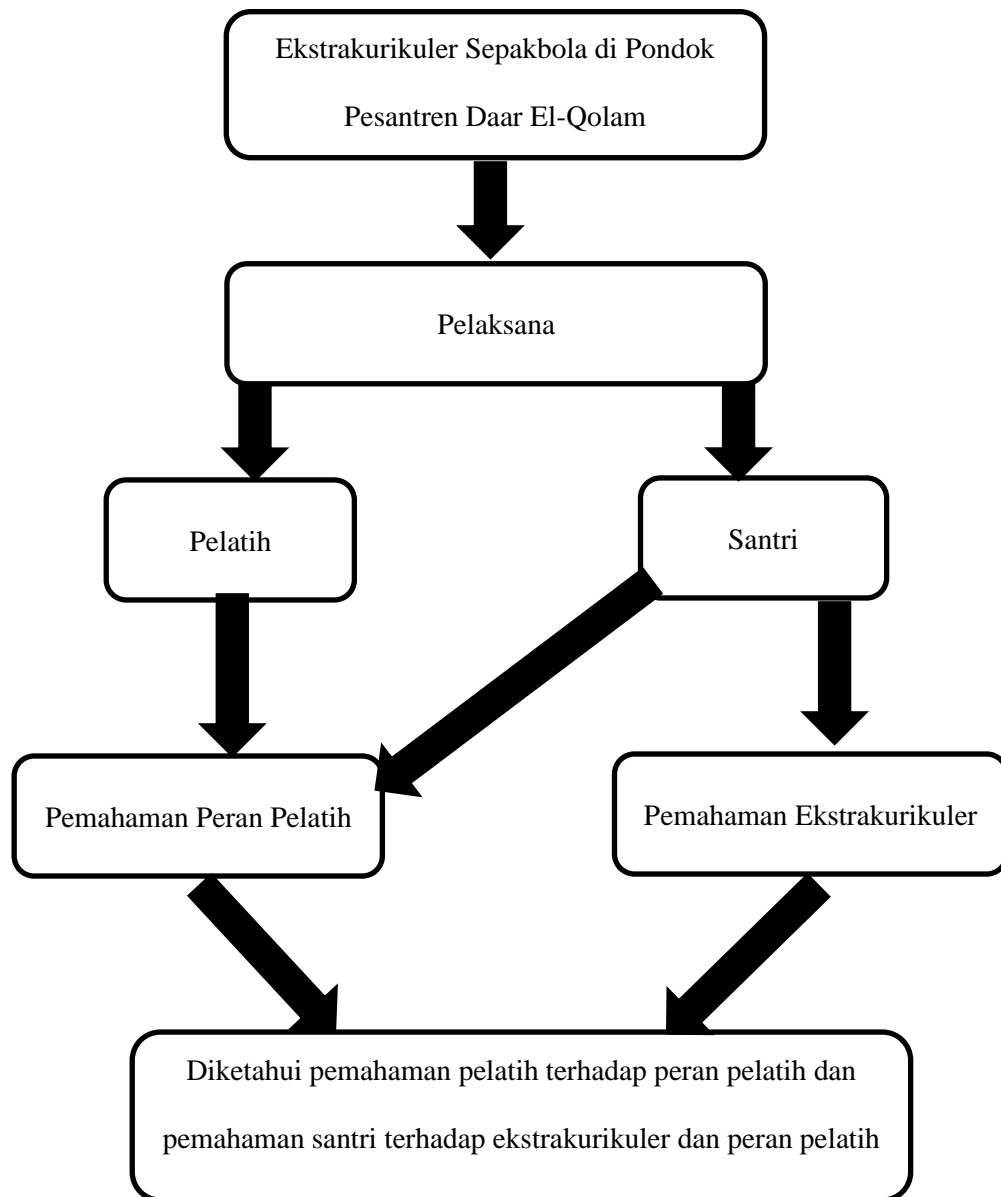 Ekstrakurikuler Sepakbola di Pondok
Pesantren Daar El-Qolam
Pelaksana
Pelatih
Santri
Pemahaman Peran Pelatih
Pemahaman Ekstrakurikuler
Diketahui pemahaman pelatih terhadap peran pelatih dan
pemahaman santri terhadap ekstrakurikuler dan peran pelatih